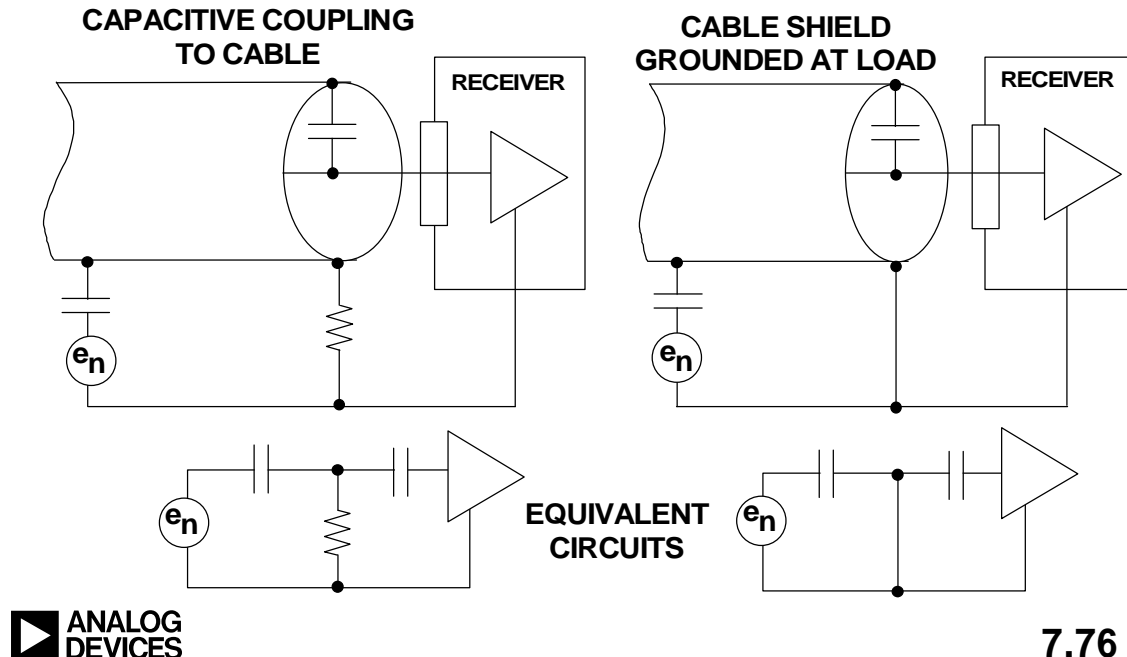 CAPACITIVE COUPLING
TO CABLE
CABLE SHIELD
GROUNDED AT LOAD
RECEIVER
RECEIVER
en
en
en
en
EQUIVALENT
CIRCUITS
ANALOG
DEVICES
7.76